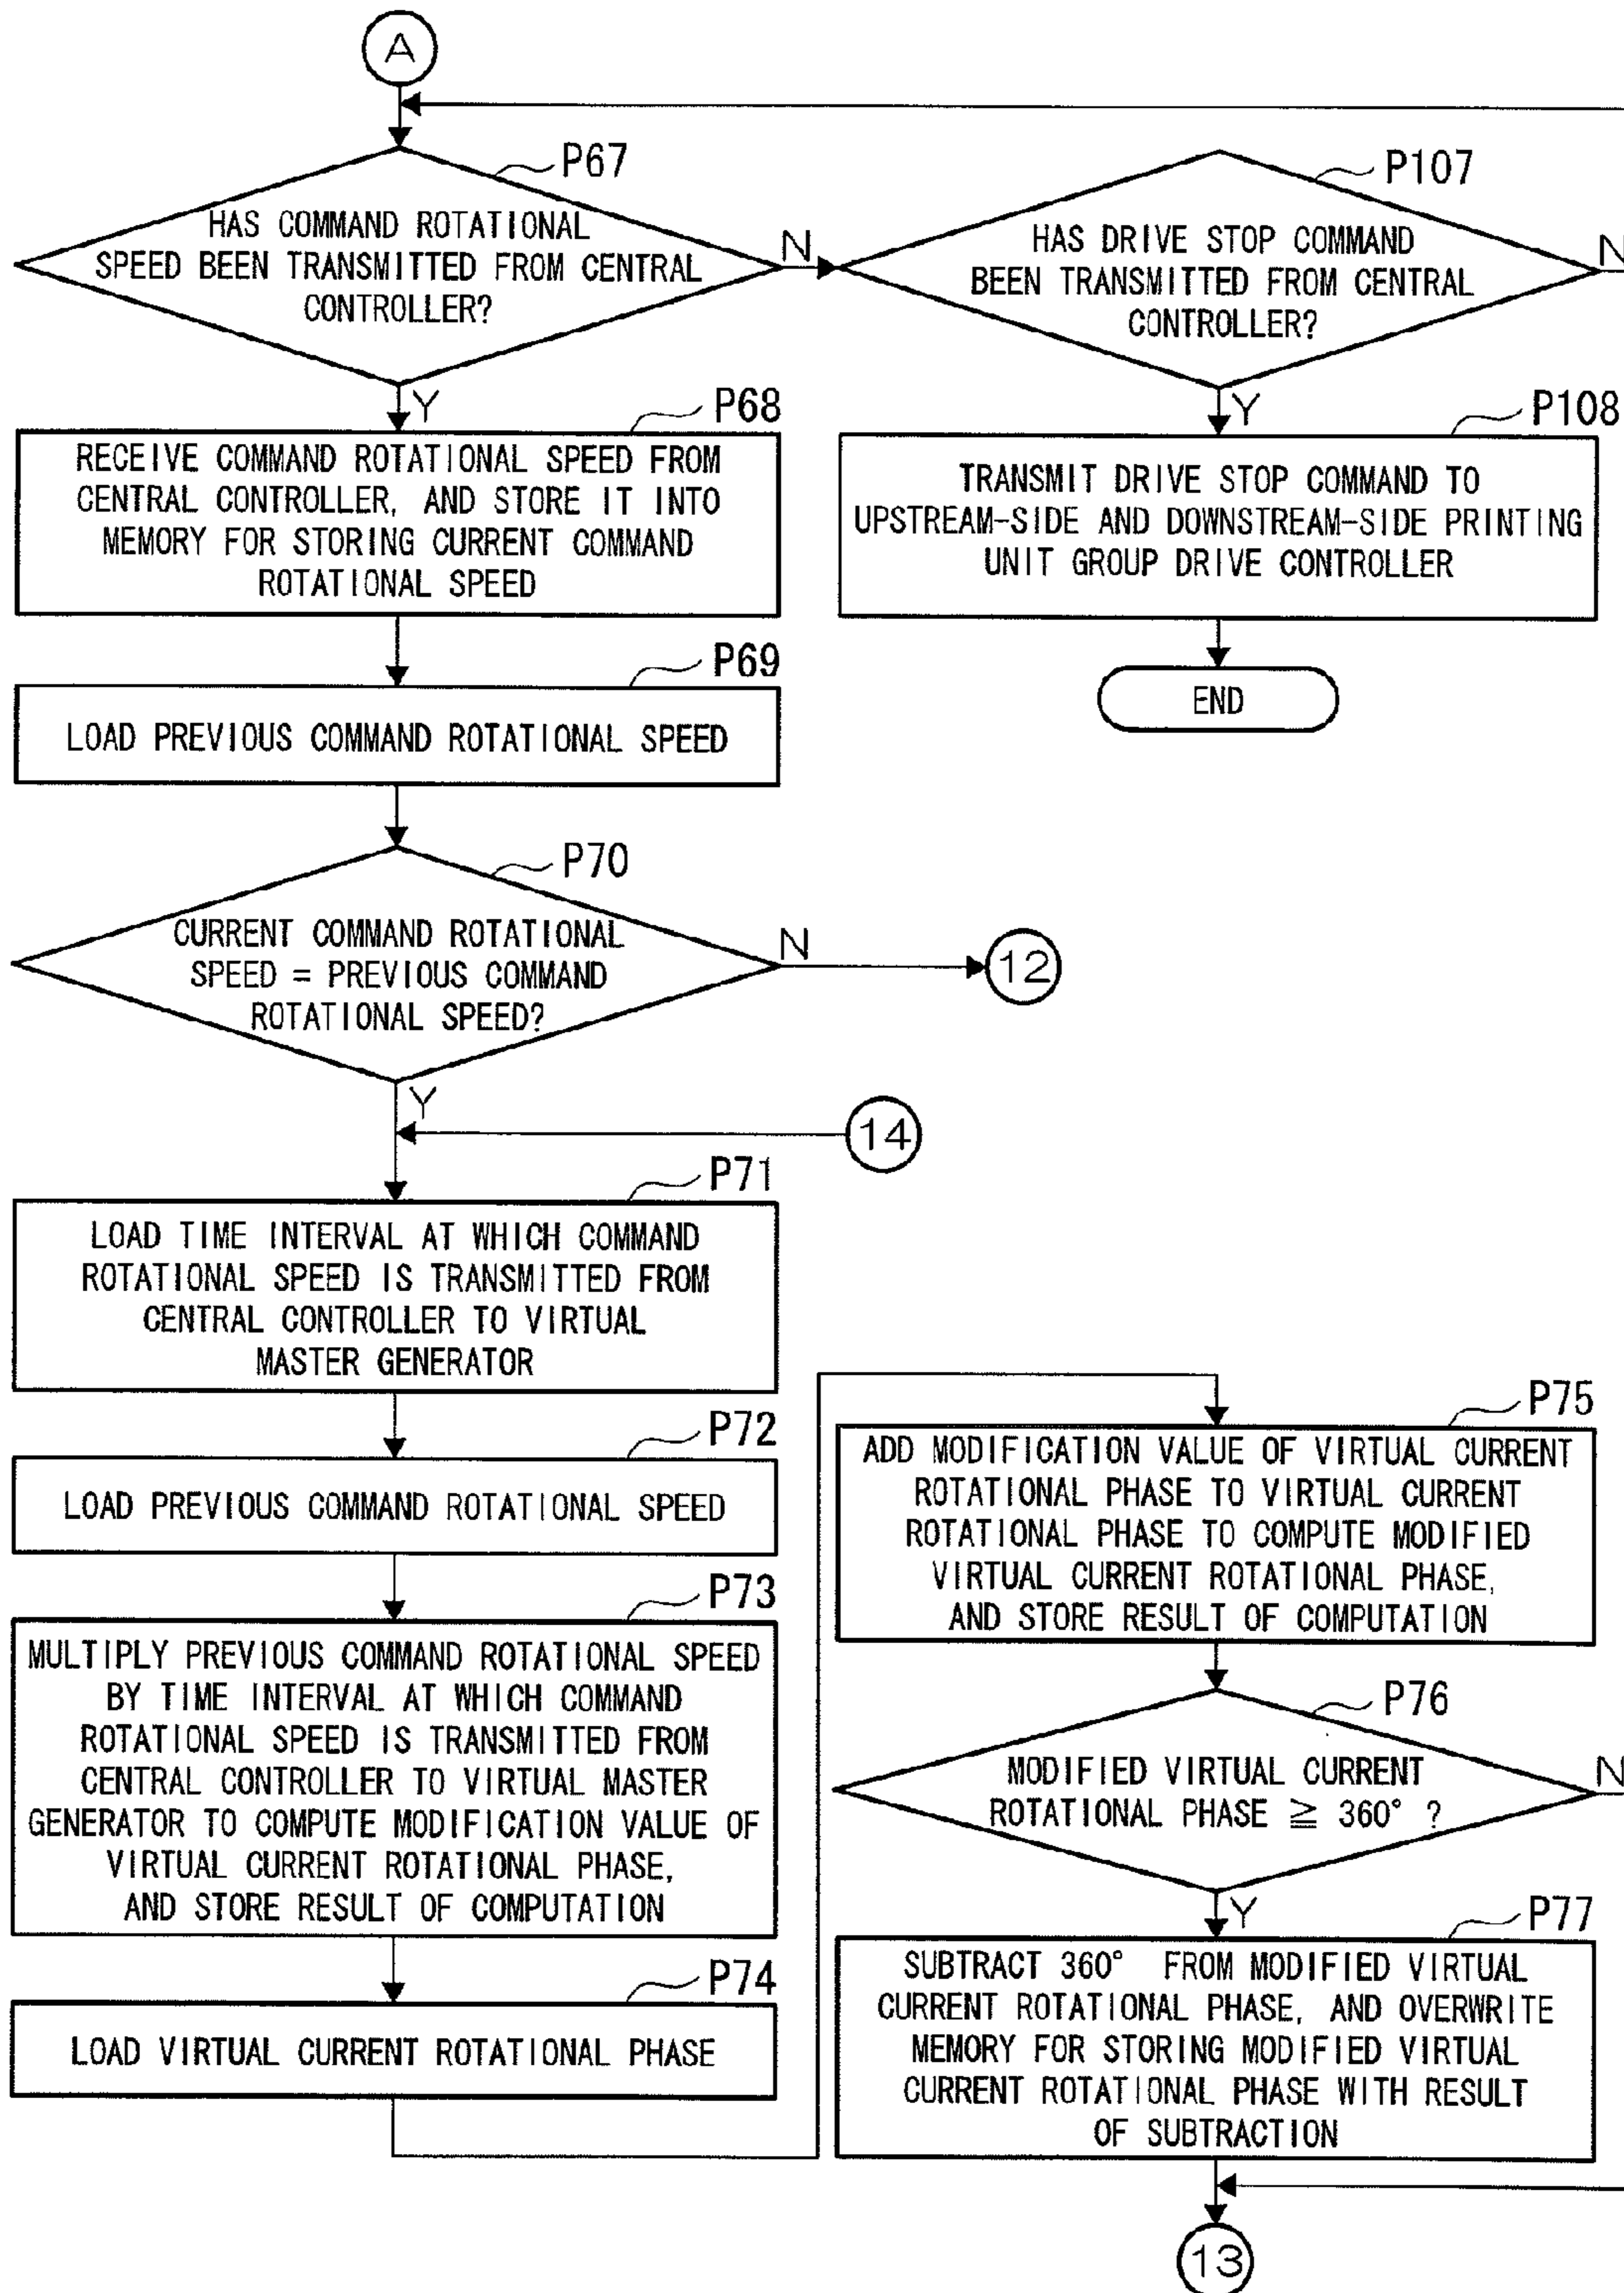 A
P67
HAS COMMAND ROTATIONAL
SPEED BEEN TRANSMITTED FROM CENTRAL
CONTROLLER?
N
Y
P107
HAS DRIVE STOP COMMAND
BEEN TRANSMITTED FROM CENTRAL
CONTROLLER?
N
Y
P68
RECEIVE COMMAND ROTATIONAL SPEED FROM
CENTRAL CONTROLLER, AND STORE IT INTO
MEMORY FOR STORING CURRENT COMMAND
ROTATIONAL SPEED
P108
TRANSMIT DRIVE STOP COMMAND TO
UPSTREAM-SIDE AND DOWNSTREAM-SIDE PRINTING
UNIT GROUP DRIVE CONTROLLER
END
P69
LOAD PREVIOUS COMMAND ROTATIONAL SPEED
P70
CURRENT COMMAND ROTATIONAL
SPEED = PREVIOUS COMMAND
ROTATIONAL SPEED?
N
12
Y
14
P71
LOAD TIME INTERVAL AT WHICH COMMAND
ROTATIONAL SPEED IS TRANSMITTED FROM
CENTRAL CONTROLLER TO VIRTUAL
MASTER GENERATOR
P72
LOAD PREVIOUS COMMAND ROTATIONAL SPEED
P73
MULTIPLY PREVIOUS COMMAND ROTATIONAL SPEED
BY TIME INTERVAL AT WHICH COMMAND
ROTATIONAL SPEED IS TRANSMITTED FROM
CENTRAL CONTROLLER TO VIRTUAL MASTER
GENERATOR TO COMPUTE MODIFICATION VALUE OF
VIRTUAL CURRENT ROTATIONAL PHASE,
AND STORE RESULT OF COMPUTATION
P74
LOAD VIRTUAL CURRENT ROTATIONAL PHASE
P75
ADD MODIFICATION VALUE OF VIRTUAL CURRENT
ROTATIONAL PHASE TO VIRTUAL CURRENT
ROTATIONAL PHASE TO COMPUTE MODIFIED
VIRTUAL CURRENT ROTATIONAL PHASE,
AND STORE RESULT OF COMPUTATION
P76
MODIFIED VIRTUAL CURRENT
ROTATIONAL PHASE ≧ 360° ?
N
Y
P77
SUBTRACT 360° FROM MODIFIED VIRTUAL
CURRENT ROTATIONAL PHASE, AND OVERWRITE
MEMORY FOR STORING MODIFIED VIRTUAL
CURRENT ROTATIONAL PHASE WITH RESULT
OF SUBTRACTION
13